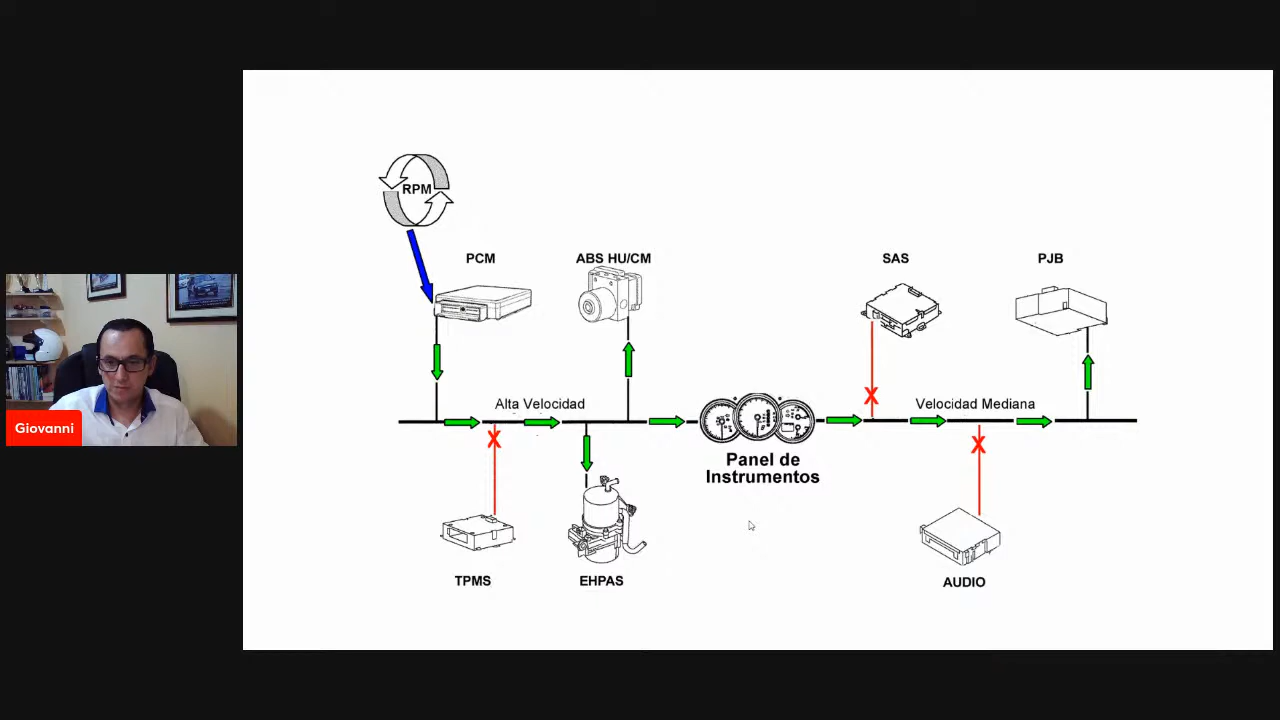 RPM
PCM
ABS HU/CM
SAS
PJB
Alta Velocidad
Velocidad Mediana
Giovanni
Panel de
Instrumentos
TPMS
EHPAS
AUDIO